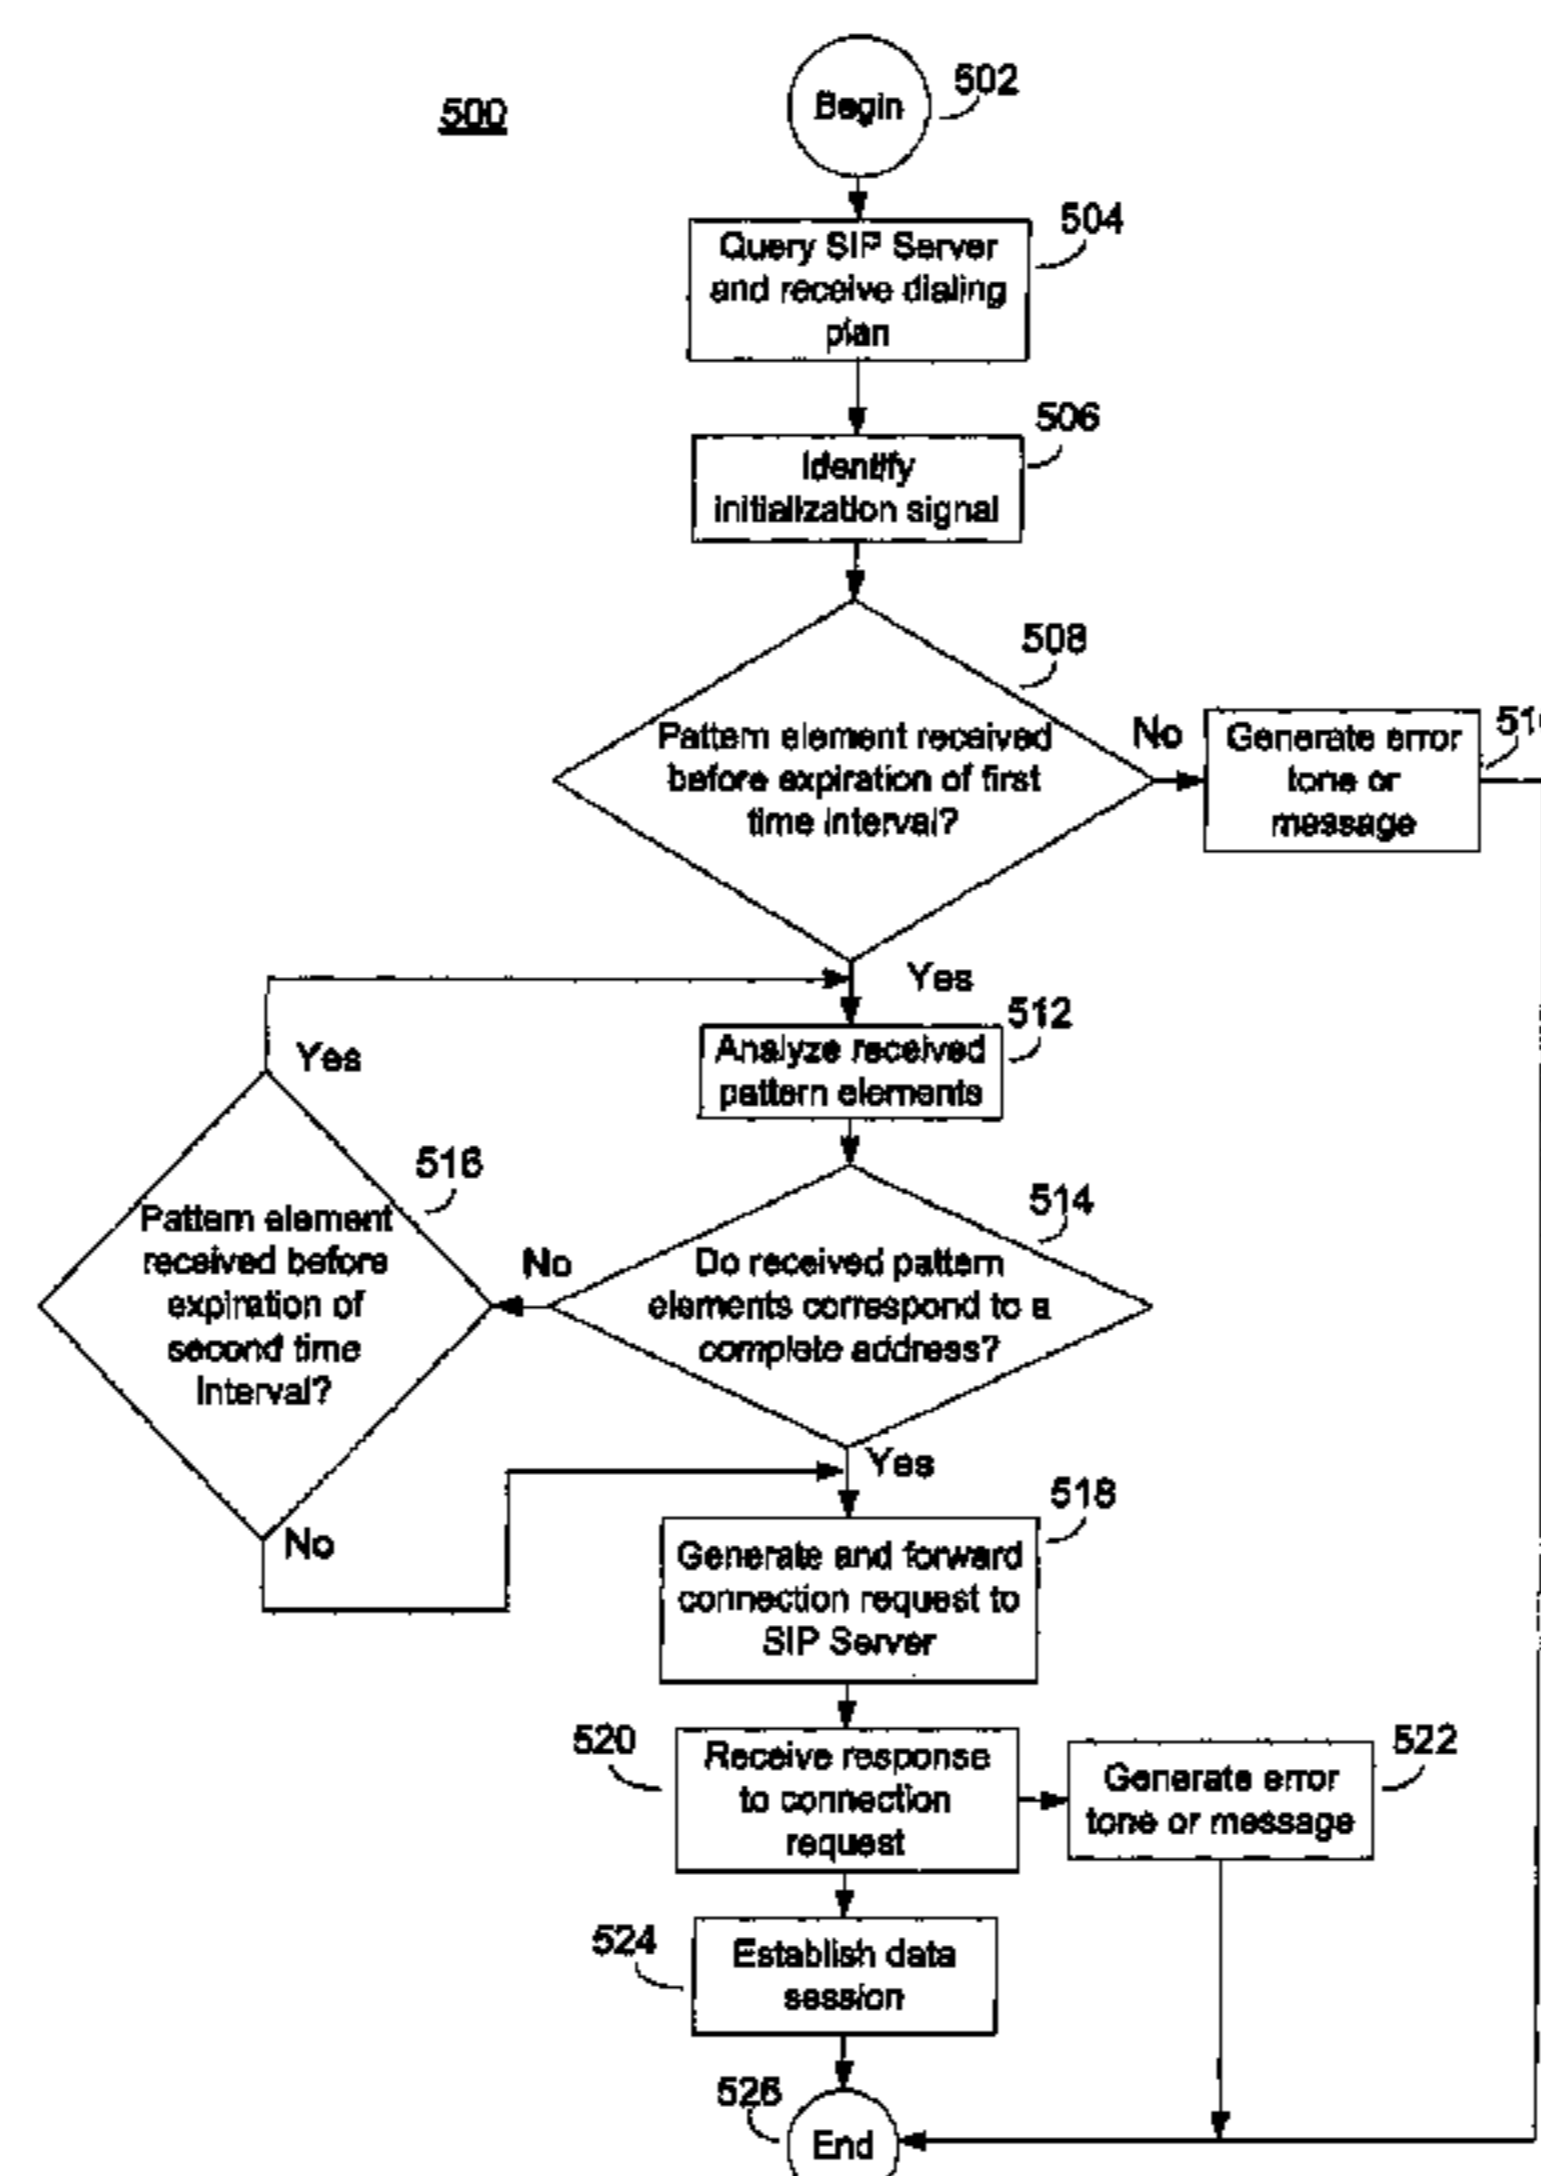 500
Begin
502
Query SIP Server
and receive dialing
plan
504
Identify
initialization signal
506
Pattern element received
before expiration of first
time interval?
508
No
Generate error
tone or
message
Yes
Analyze received
pattern elements
512
Yes
Pattern element
received before
expiration of
second time
interval?
516
No
Do received pattern
elements correspond to a
complete address?
514
Yes
No
Generate and forward
connection request to
SIP Server
518
520
Receive response
to connection
request
Generate error
tone or message
522
524
Establish data
session
526
End